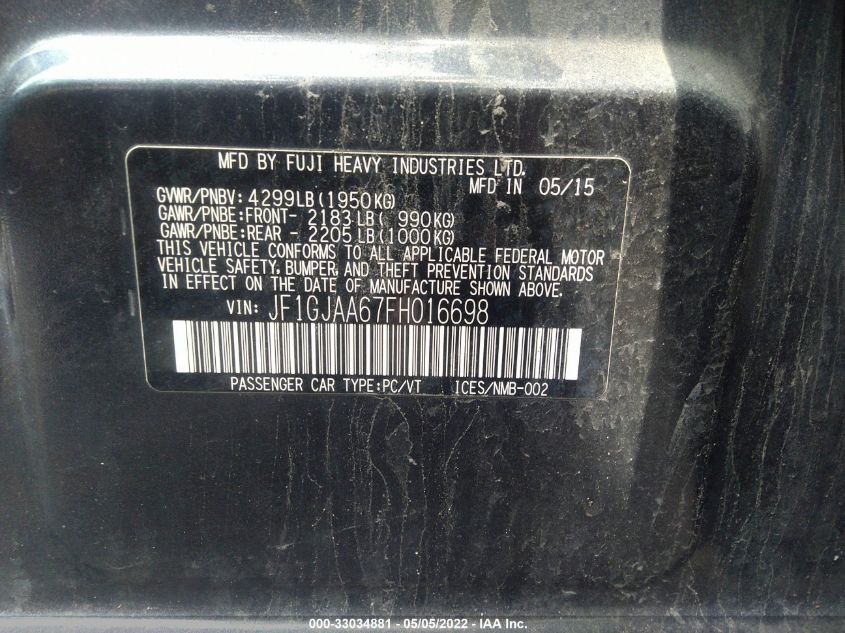 MFD BY FUJI HEAVY INDUSTRIES LTD.
MFD IN 05/15
GVWR/PNBV: 4299LB(1950KG)
GAWR/PNBE:FRONT- 2183LB( 990KG)
GAWR/PNBE:REAR - 2205LB(1000KG)
THIS VEHICLE CONFORMS TO ALL APPLICABLE FEDERAL MOTOR
VEHICLE SAFETY, BUMPER, AND THEFT PREVENTION STANDARDS
IN EFFECT ON THE DATE OF MANUFACTURE SHOWN ABOVE.
VIN: JF1GJAA67FH016698
PASSENGER CAR TYPE:PC/VT ICES/NMB-002
000-33034881 - 05/05/2022 - IAA Inc.